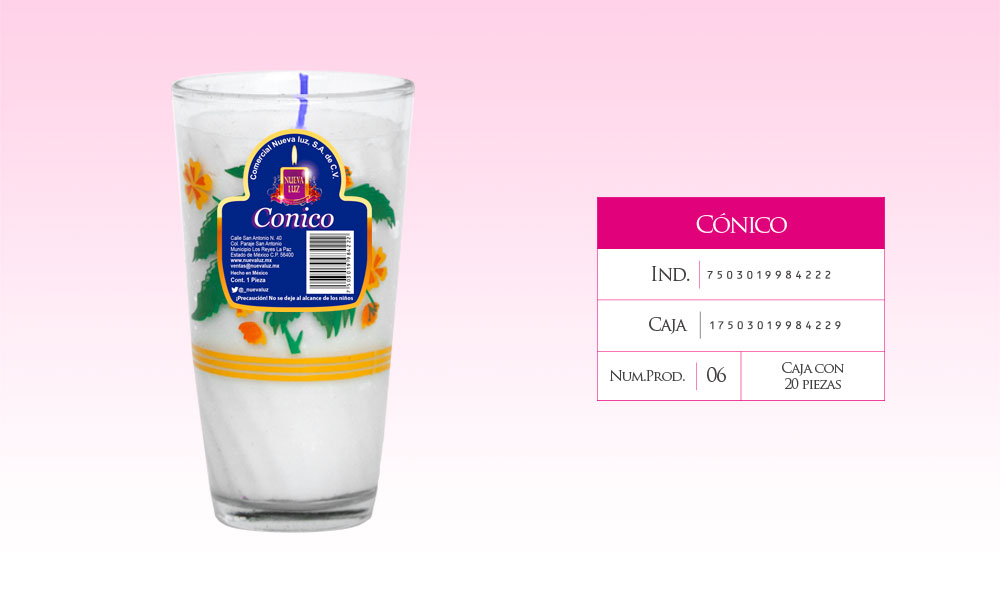 Comercial Nueva luz, S.A. de C.V.
NUEVA
LUZ
Conico
Calle San Antonio N. 40
Col. Paraje San Antonio
Municipio Los Reyes La Paz
Estado de México C.P. 56400
www.nuevaluz.mx
ventas@nuevaluz.mx
Hecho en México
Cont. 1 Pieza
@_nuevaluz
7503019984222
¡Precaución! No se deje al alcance de los niños
CÓNICO
IND. 7503019984222
CAJA 17503019984229
NUM.PROD. 06
CAJA CON
20 PIEZAS